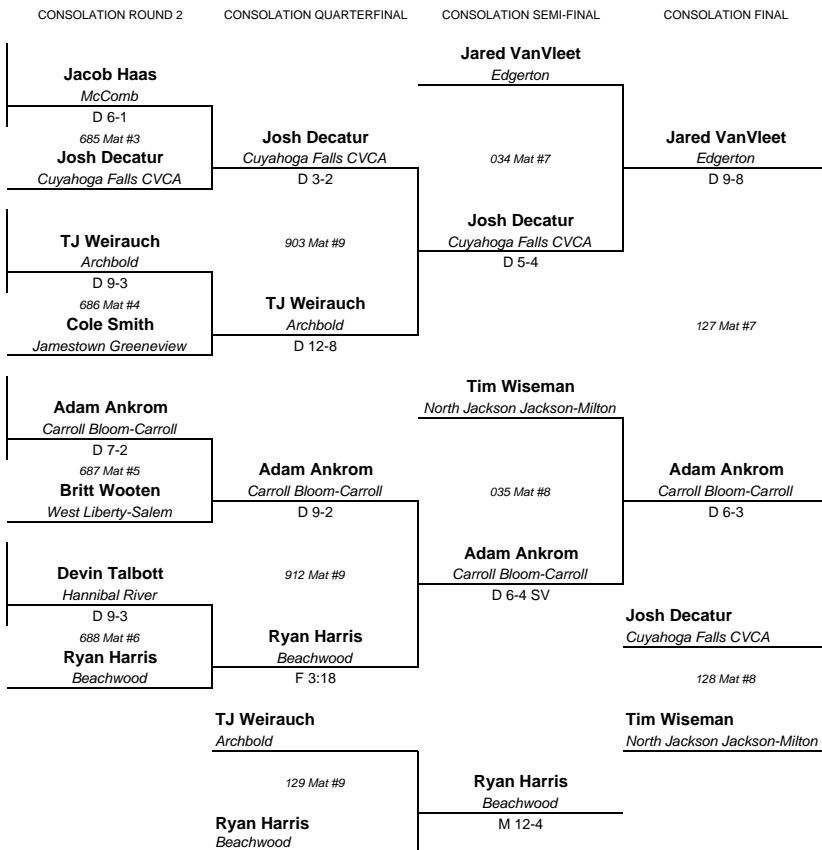 CONSOLATION ROUND 2 CONSOLATION QUARTERFINAL CONSOLATION SEMI-FINAL CONSOLATION FINAL
Jared VanVleet
Edgerton
Jacob Haas
McComb
D 6-1
685 Mat #3
Josh Decatur
Cuyahoga Falls CVCA
Josh Decatur
Cuyahoga Falls CVCA
D 3-2
034 Mat #7
Jared VanVleet
Edgerton
D 9-8
TJ Weirauch
Archbold
D 9-3
686 Mat #4
Cole Smith
Jamestown Greeneview
903 Mat #9
Josh Decatur
Cuyahoga Falls CVCA
D 5-4
TJ Weirauch
Archbold
D 12-8
127 Mat #7
Tim Wiseman
North Jackson Jackson-Milton
Adam Ankrom
Carroll Bloom-Carroll
D 7-2
687 Mat #5
Britt Wooten
West Liberty-Salem
Adam Ankrom
Carroll Bloom-Carroll
D 9-2
035 Mat #8
Adam Ankrom
Carroll Bloom-Carroll
D 6-3
Devin Talbott
Hannibal River
D 9-3
688 Mat #6
Ryan Harris
Beachwood
912 Mat #9
Adam Ankrom
Carroll Bloom-Carroll
D 6-4 SV
Ryan Harris
Beachwood
F 3:18
Josh Decatur
Cuyahoga Falls CVCA
128 Mat #8
Tim Wiseman
North Jackson Jackson-Milton
TJ Weirauch
Archbold
129 Mat #9
Ryan Harris
Beachwood
Ryan Harris
Beachwood
M 12-4